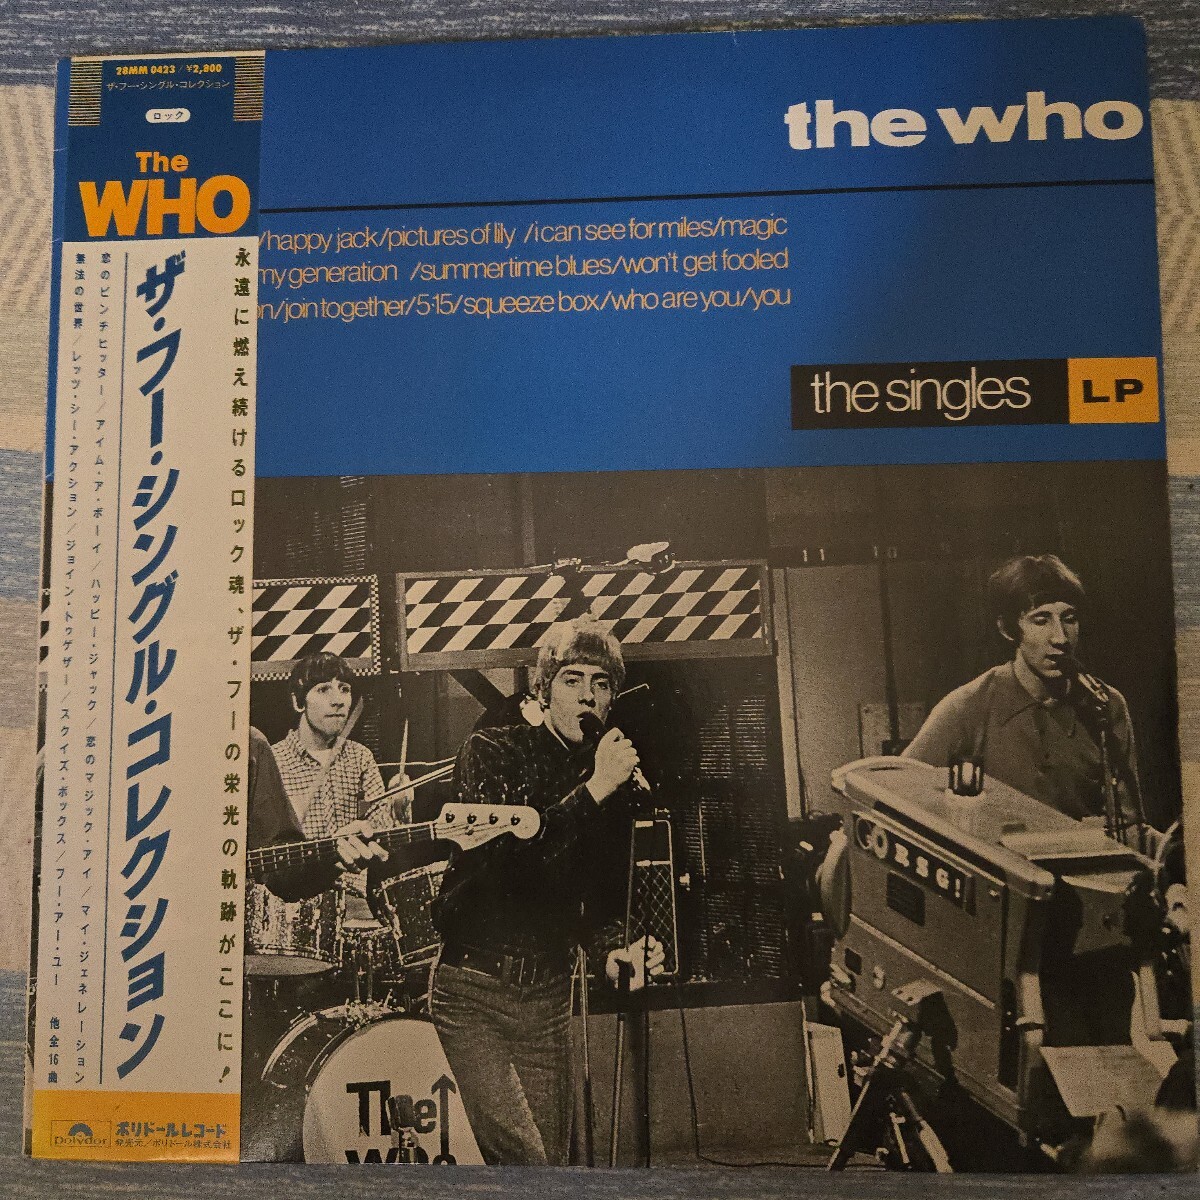 28MM 0423/¥2,800
ザ・フー・シングル・コレクション
ロック
The
WHO
永遠に燃え続けるロック魂、ザ・フーの栄光の軌跡がここに!
ザ・フー・シングル・コレクション
恋のピンチヒッター/アイム・ア・ボーイ/ハッピー・ジャック/恋のマジック・アイ/マイ・ジェネレーション
無法の世界/レッツ・シー・アクション/ジョイン・トゥゲザー/スクイズ・ボックス/フー・アー・ユー 他全16曲
polydor
ポリドールレコード
発売元/ポリドール株式会社
the who
/happy jack/pictures of lily /i can see for miles/magic
my generation /summertime blues/won't get fooled
on/join together/5·15/squeeze box/who are you/you
the singles LP
11 10
RSG!
The
WHO